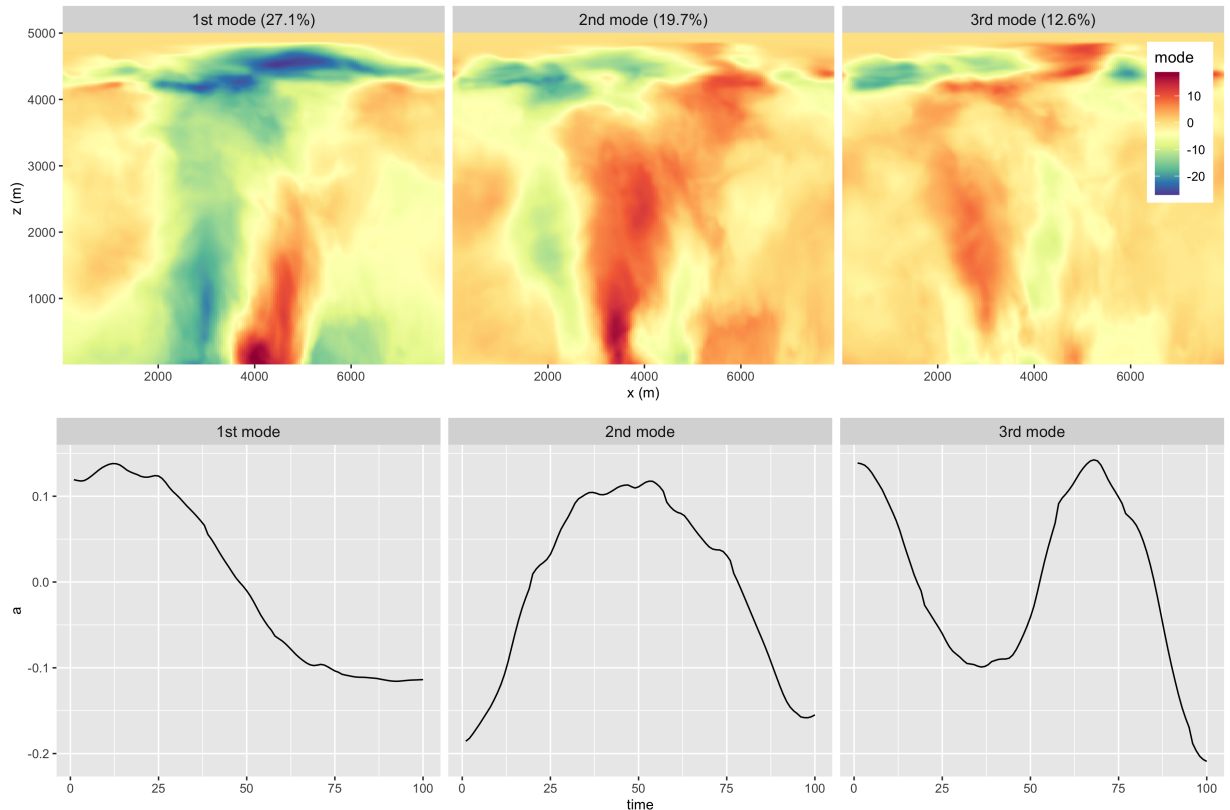 1st mode (27.1%) 2nd mode (19.7%) 3rd mode (12.6%)
5000
4000
3000
2000
1000
z (m)
mode
10
0
-10
-20
2000 4000 6000 2000 4000 6000 2000 4000 6000
x (m)
1st mode 2nd mode 3rd mode
0.1
0.0
-0.1
-0.2
a
0 25 50 75 100 0 25 50 75 100 0 25 50 75 100
time